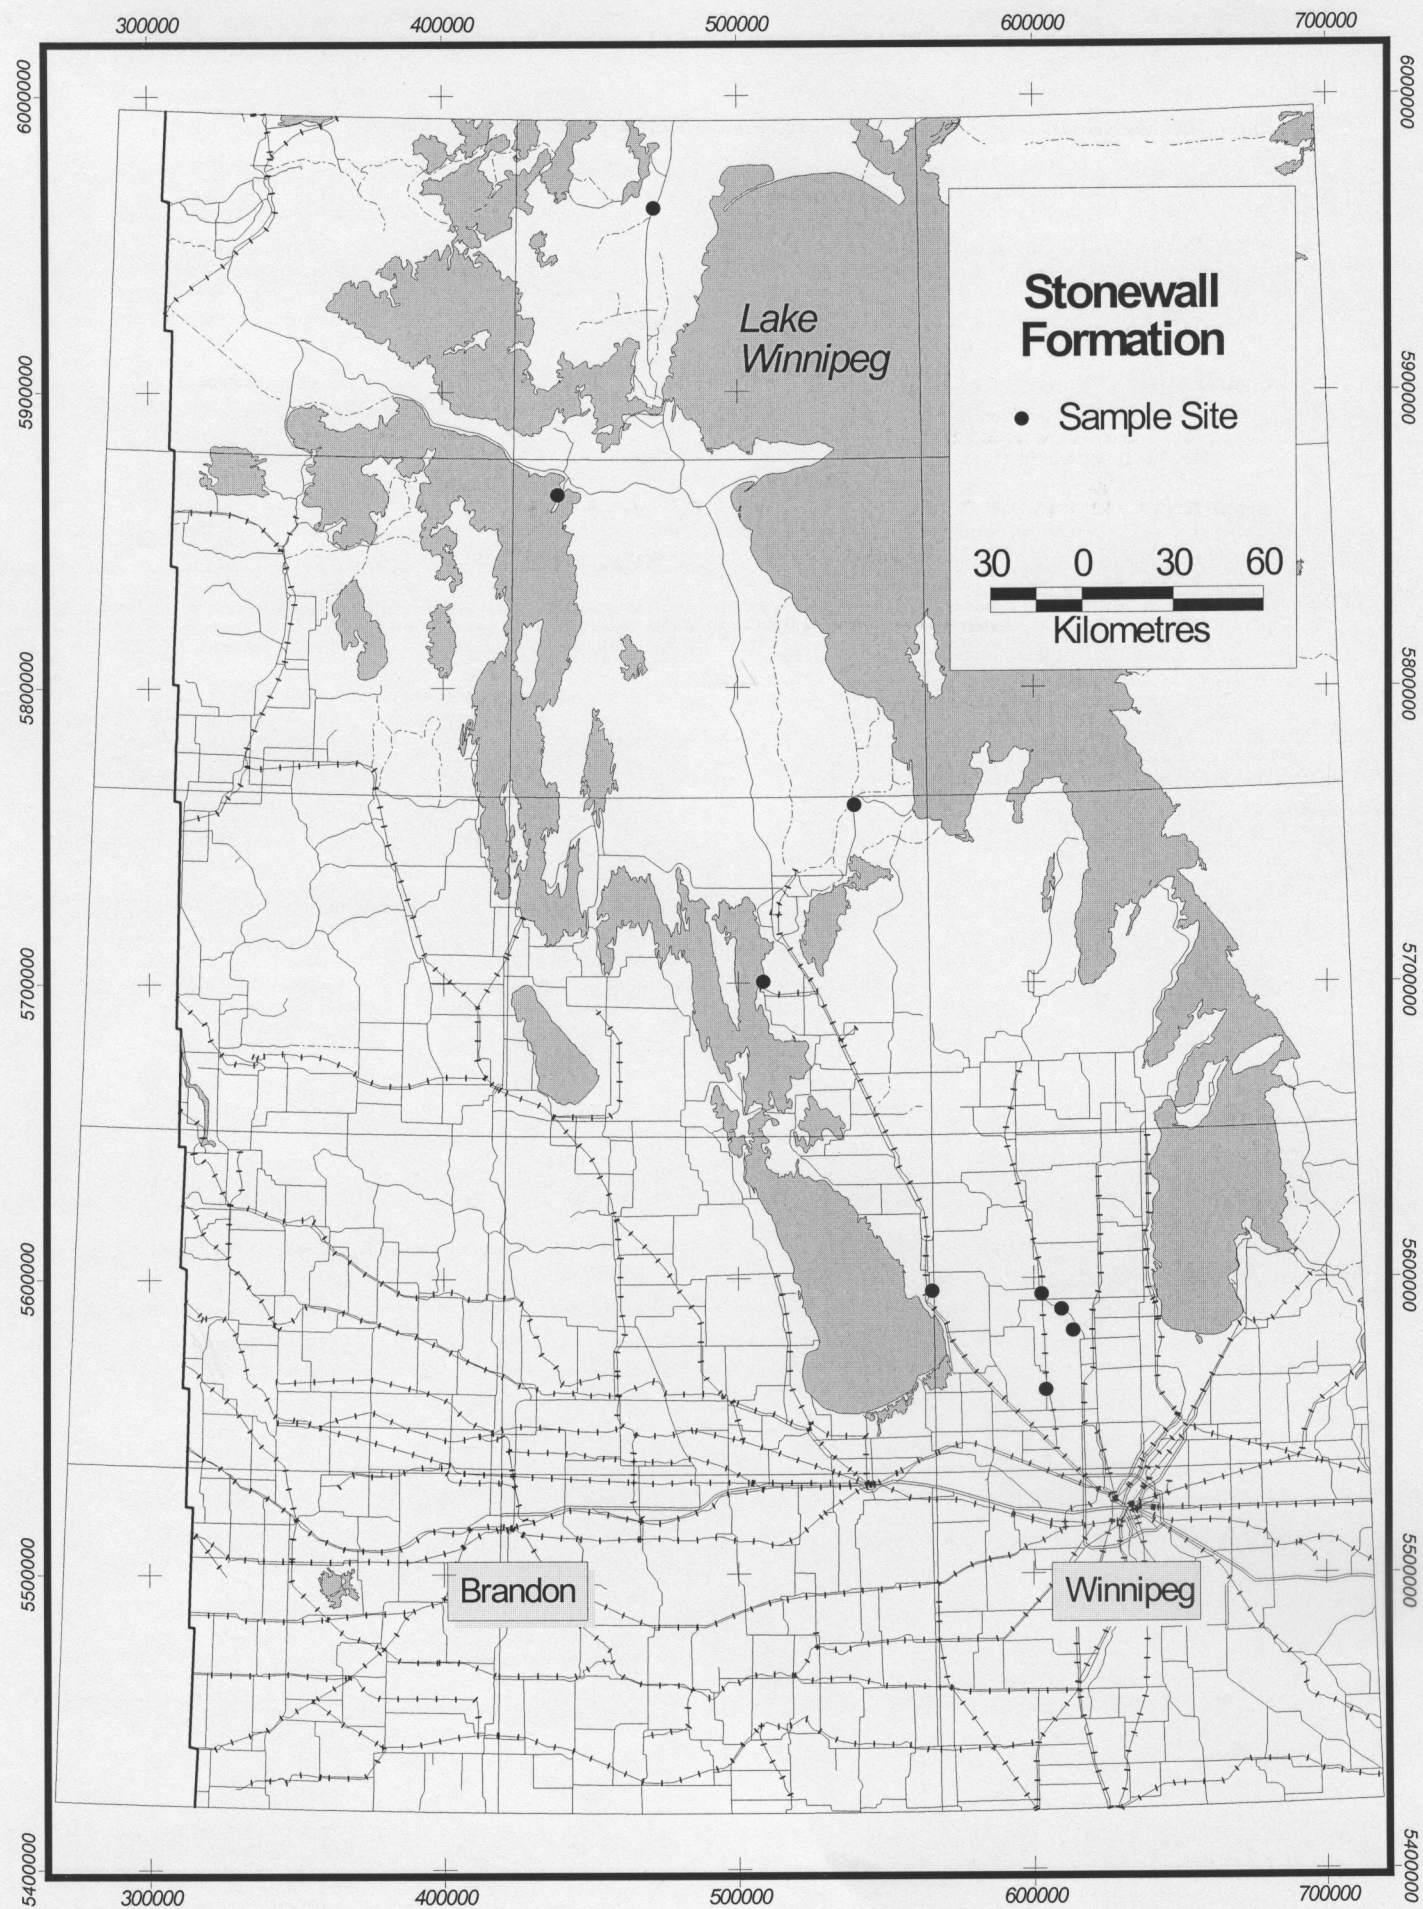 300000 400000 500000 600000 700000
6000000 6000000
Lake
Winnipeg
Stonewall
Formation
Sample Site
5900000 5900000
30 0 30 60
Kilometres
5800000 5800000
5700000 5700000
5600000 5600000
5500000 5500000
Brandon Winnipeg
5400000 5400000
300000 400000 500000 600000 700000